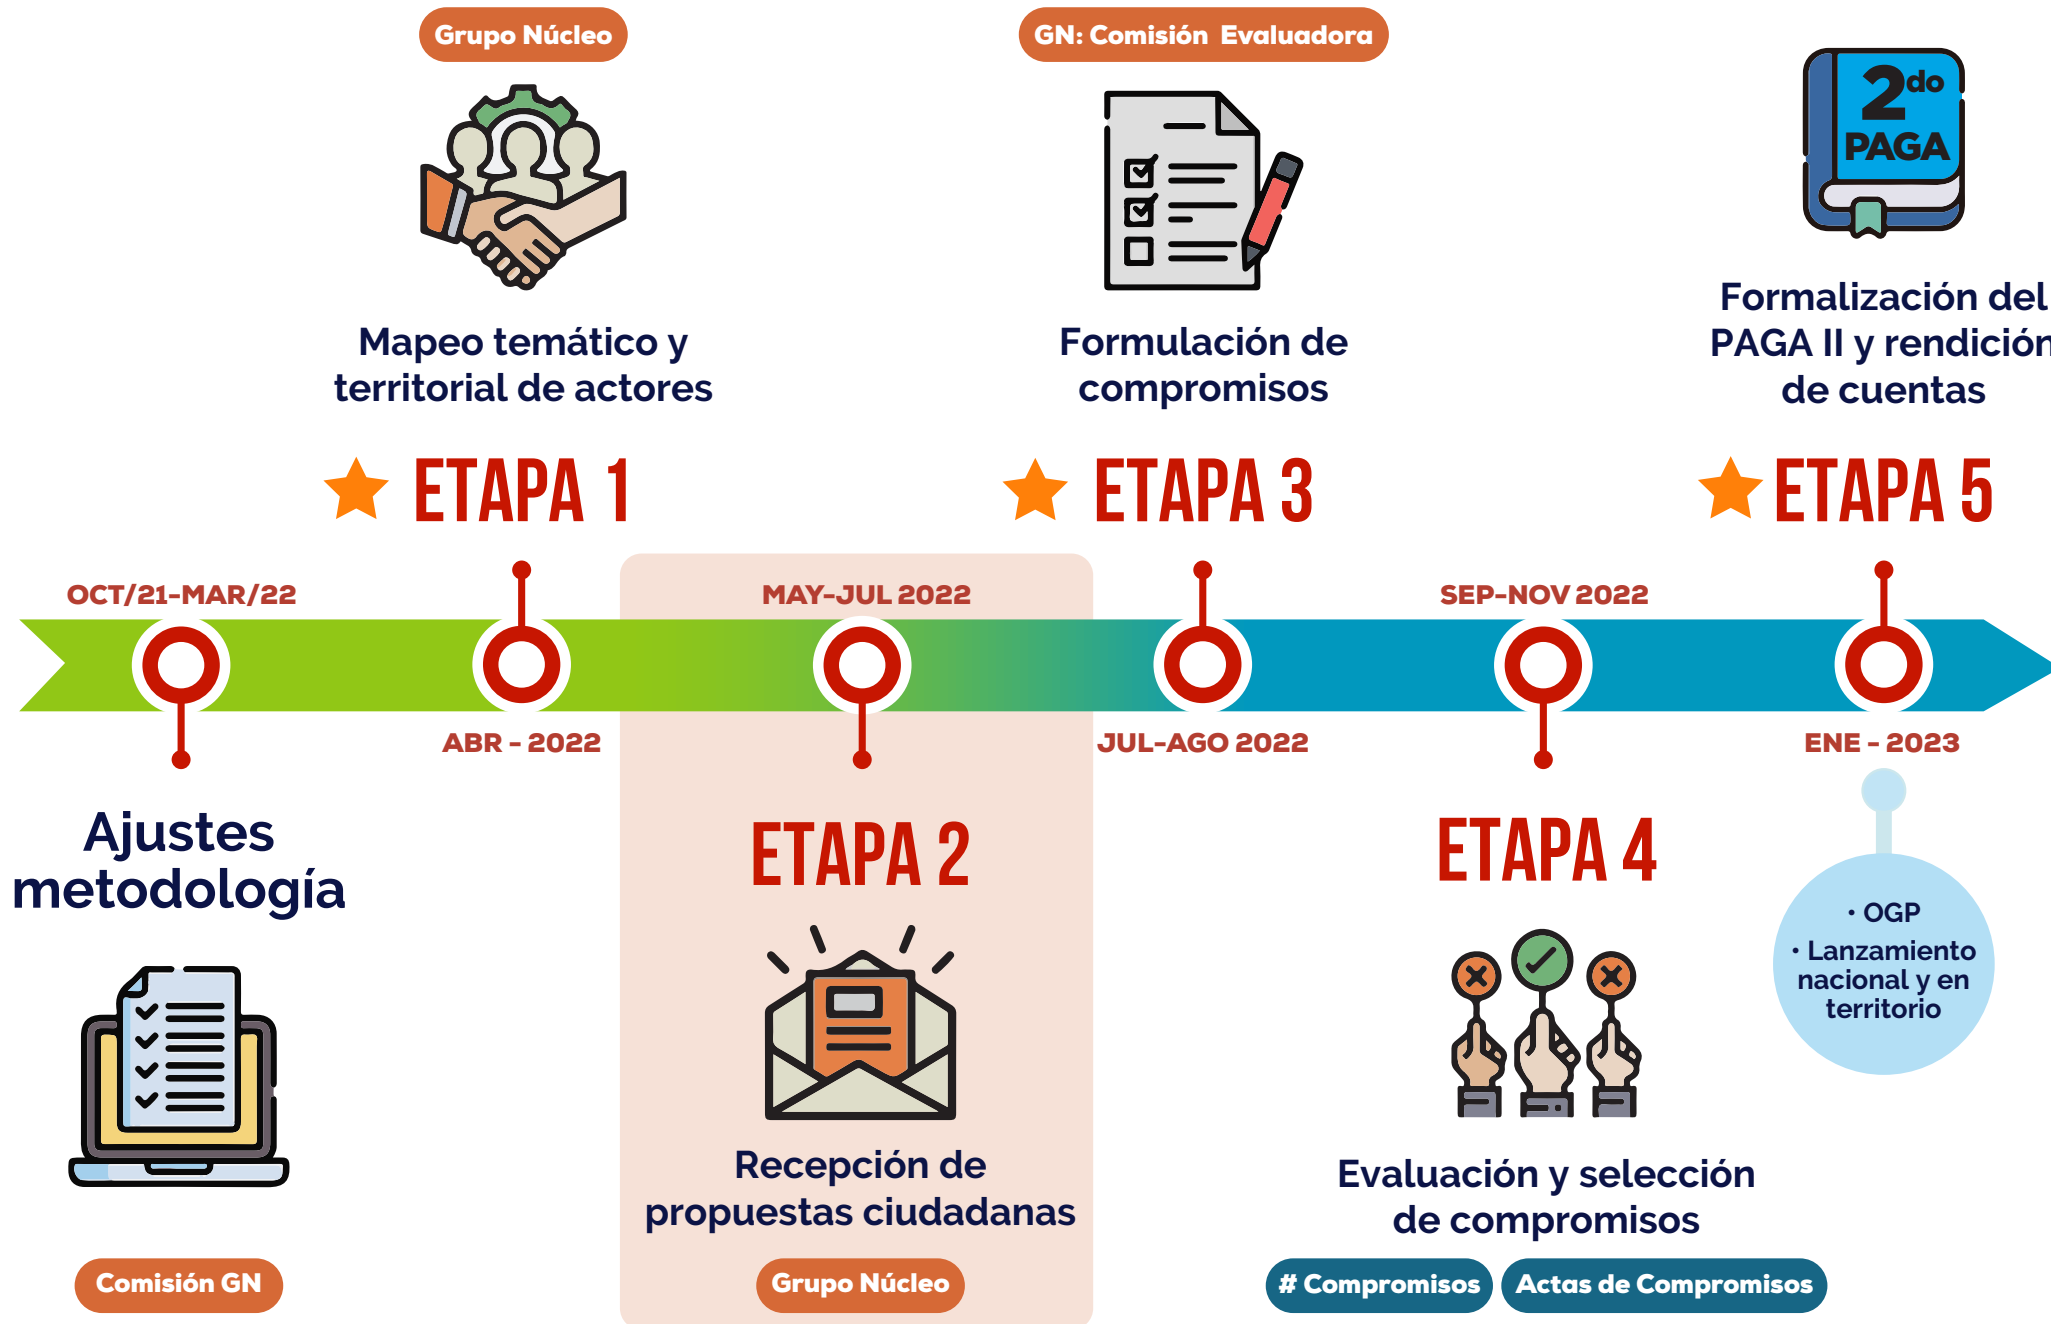 Grupo Núcleo
Mapeo temático y
territorial de actores
ETAPA 1
GN: Comisión Evaluadora
Formulación de
compromisos
ETAPA 3
2do
PAGA
Formalización del
PAGA II y rendición
de cuentas
ETAPA 5
OCT/21-MAR/22
MAY-JUL 2022
SEP-NOV 2022
ABR - 2022
JUL-AGO 2022
ENE - 2023
Ajustes
metodología
Comisión GN
ETAPA 2
Recepción de
propuestas ciudadanas
Grupo Núcleo
ETAPA 4
Evaluación y selección
de compromisos
# Compromisos
Actas de Compromisos
• OGP
• Lanzamiento
nacional y en
territorio